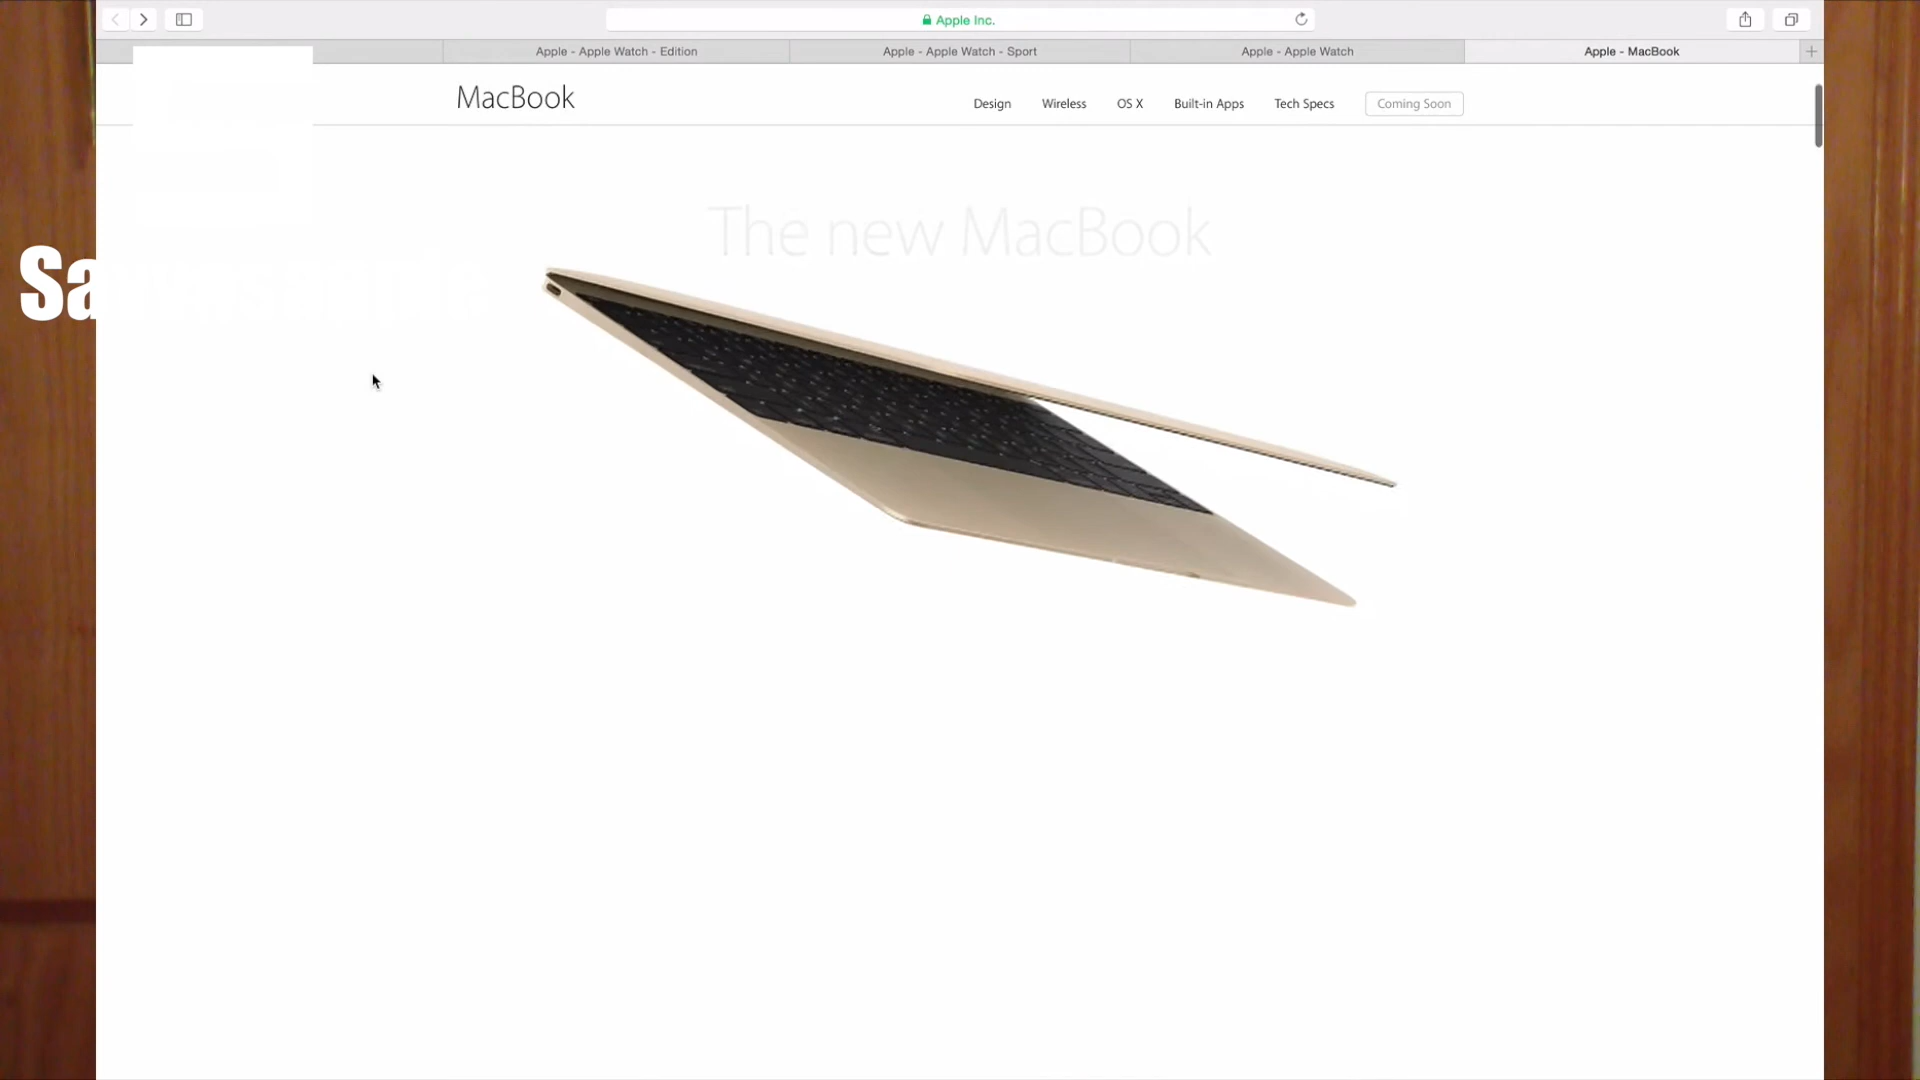 Apple Inc.
Apple - Apple Watch - Edition
Apple - Apple Watch - Sport
Apple - Apple Watch
Apple - MacBook
MacBook
Design
Wireless
OS X
Built-in Apps
Tech Specs
Coming Soon
The new MacBook